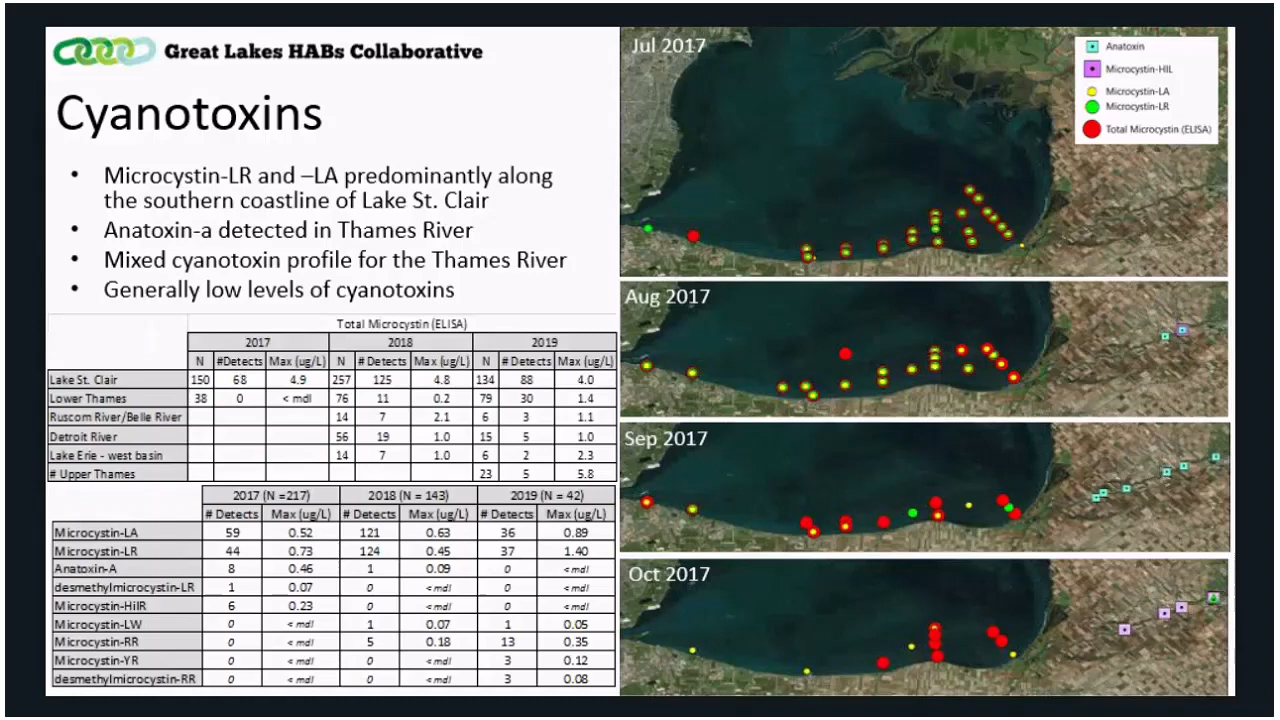 Great Lakes HABs Collaborative
Cyanotoxins
• Microcystin-LR and –LA predominantly along
the southern coastline of Lake St. Clair
• Anatoxin-a detected in Thames River
• Mixed cyanotoxin profile for the Thames River
• Generally low levels of cyanotoxins
Total Microcystin (ELISA)
2017 2018 2019
N #Detects Max (ug/L) N #Detects Max (ug/L) N #Detects Max (ug/L)
Lake St. Clair 150 68 4.9 257 125 4.8 134 88 4.0
Lower Thames 38 0 < mdl 76 11 0.2 79 30 1.4
Ruscom River/Belle River 14 7 2.1 6 3 1.1
Detroit River 56 19 1.0 15 5 1.0
Lake Erie - west basin 14 7 1.0 6 2 2.3
# Upper Thames 23 5 5.8
2017 (N =217) 2018 (N = 143) 2019 (N = 42)
# Detects Max (ug/L) # Detects Max (ug/L) # Detects Max (ug/L)
Microcystin-LA 59 0.52 121 0.63 36 0.89
Microcystin-LR 44 0.73 124 0.45 37 1.40
Anatoxin-A 8 0.46 1 0.09 0 < mdl
desmethylmicrocystin-LR 1 0.07 0 < mdl 0 < mdl
Microcystin-HilR 6 0.23 0 < mdl 0 < mdl
Microcystin-LW 0 < mdl 1 0.07 1 0.05
Microcystin-RR 0 < mdl 5 0.18 13 0.35
Microcystin-YR 0 < mdl 0 < mdl 3 0.12
desmethylmicrocystin-RR 0 < mdl 0 < mdl 3 0.08
Jul 2017
Anatoxin
Microcystin-HIL
Microcystin-LA
Microcystin-LR
Total Microcystin (ELISA)
Aug 2017
Sep 2017
Oct 2017